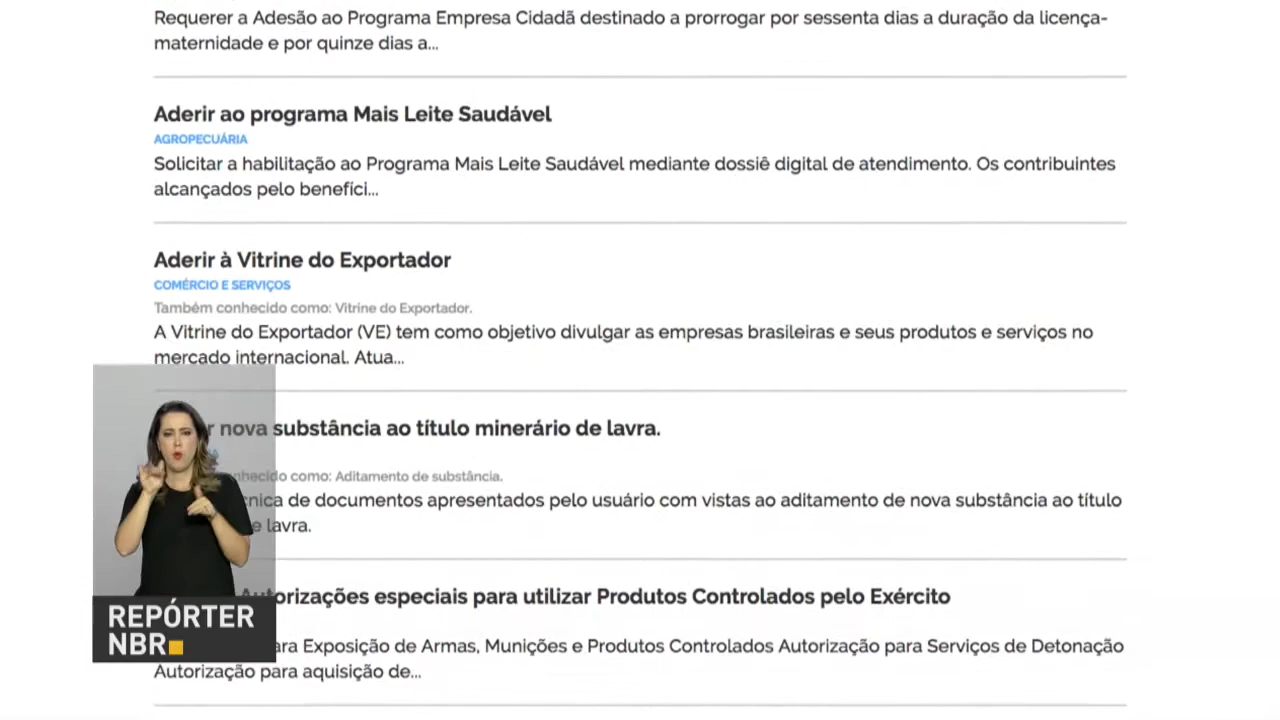 Requerer a Adesão ao Programa Empresa Cidadã destinado a prorrogar por sessenta dias a duração da licença-
maternidade e por quinze dias a...
Aderir ao programa Mais Leite Saudável
AGROPECUÁRIA
Solicitar a habilitação ao Programa Mais Leite Saudável mediante dossiê digital de atendimento. Os contribuintes
alcançados pelo benefíci...
Aderir à Vitrine do Exportador
COMÉRCIO E SERVIÇOS
Também conhecido como: Vitrine do Exportador.
A Vitrine do Exportador (VE) tem como objetivo divulgar as empresas brasileiras e seus produtos e serviços no
mercado internacional. Atua...
nova substância ao título minerário de lavra.
como: Aditamento de substância.
de documentos apresentados pelo usuário com vistas ao aditamento de nova substância ao título
lavra.
Autorizações especiais para utilizar Produtos Controlados pelo Exército
Exposição de Armas, Munições e Produtos Controlados Autorização para Serviços de Detonação
Autorização para aquisição de...
REPÓRTER
NBR